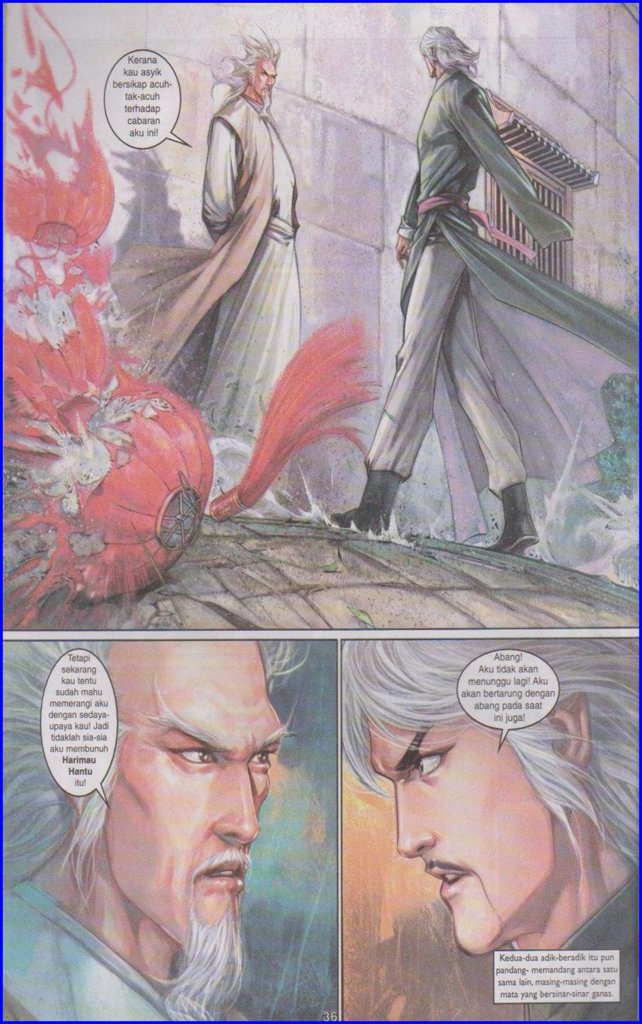 Kerana
kau asyik
bersikap acuh-
tak-acuh
terhadap
cabaran
aku ini!
Tetapi
sekarang
kau tentu
sudah mahu
memerangi aku
dengan sedaya-
upaya kau! Jadi
tidaklah sia-sia
aku membunuh
Harimau
Hantu
itu!
Abang!
Aku tidak akan
menunggu lagi! Aku
akan bertarung dengan
abang pada saat
ini juga!
Kedua-dua adik-beradik itu pun
pandang- memandang antara satu
sama lain, masing-masing dengan
mata yang bersinar-sinar ganas.
36